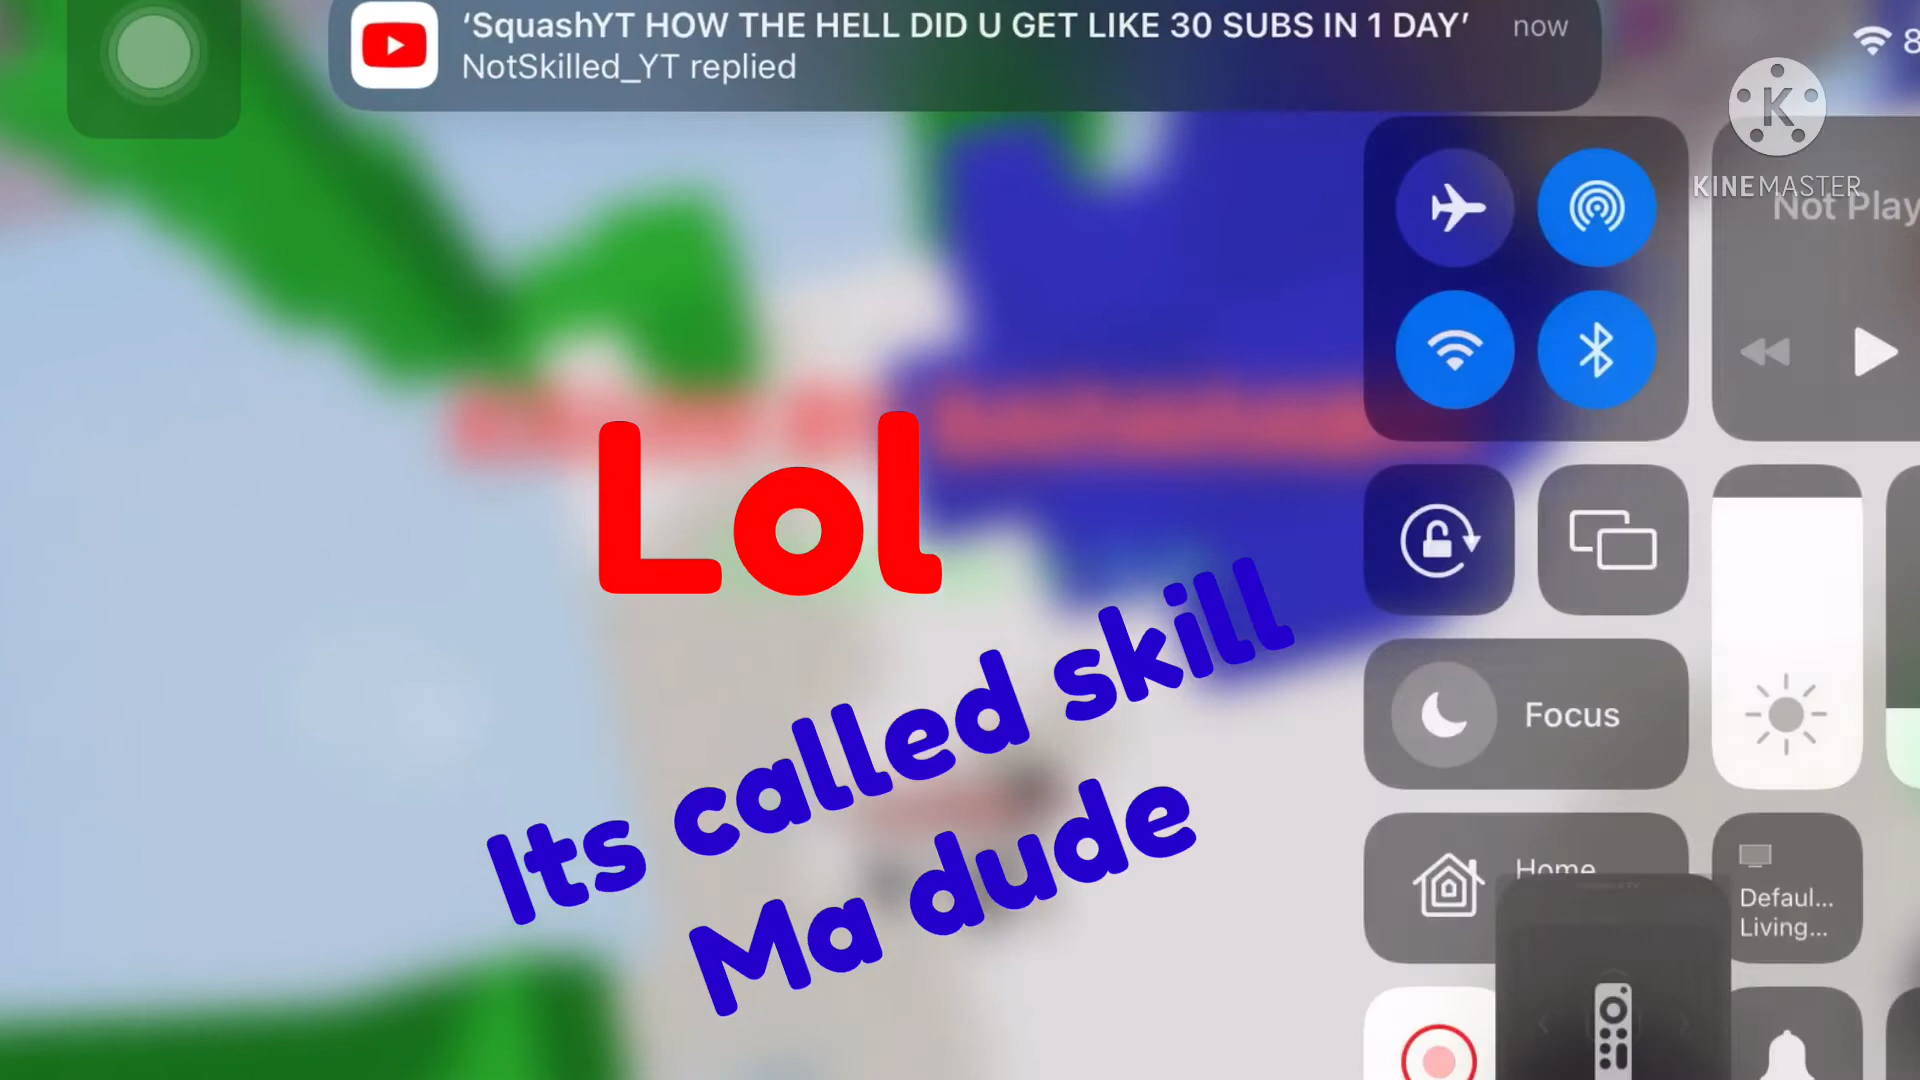 ‘SquashYT HOW THE HELL DID U GET LIKE 30 SUBS IN 1 DAY’
now
NotSkilled_YT replied
8
KINEMASTER
Not Play
Lol
Its called skill
Ma dude
Focus
Home
Defaul...
Living...